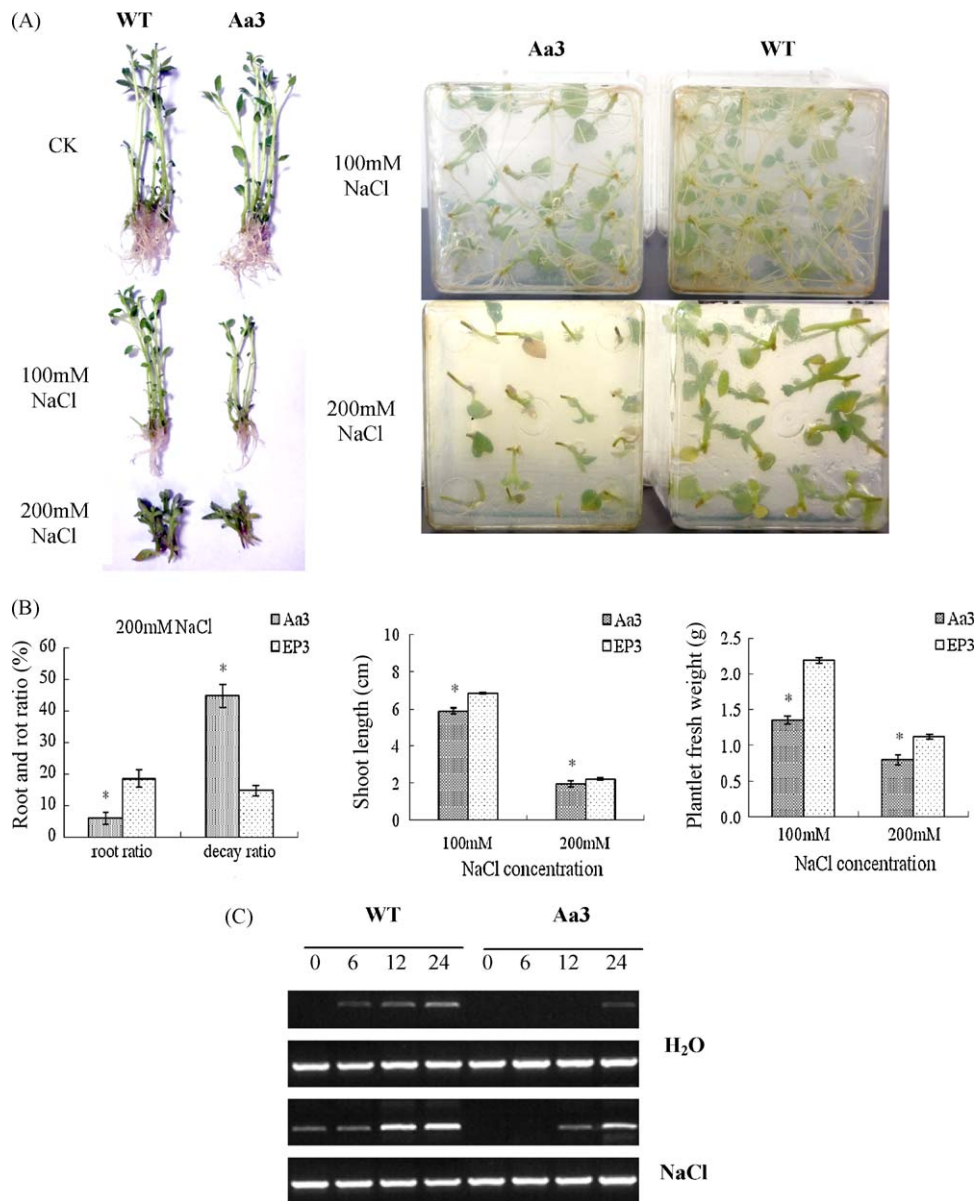 (A)
WT Aa3
CK
100mM
NaCl
200mM
NaCl
Aa3 WT
100mM
NaCl
200mM
NaCl
(B)
200mM NaCl
Aa3
EP3
Root and rot ratio (%)
60
50
40
30
20
10
0
*
*
root ratio decay ratio
Aa3
EP3
Shoot length (cm)
10
8
6
4
2
0
*
*
100mM 200mM
NaCl concentration
Aa3
EP3
Plantlet fresh weight (g)
2.5
2.0
1.5
1.0
0.5
0.0
*
*
100mM 200mM
NaCl concentration
(C)
WT Aa3
0 6 12 24 0 6 12 24
H₂O
NaCl